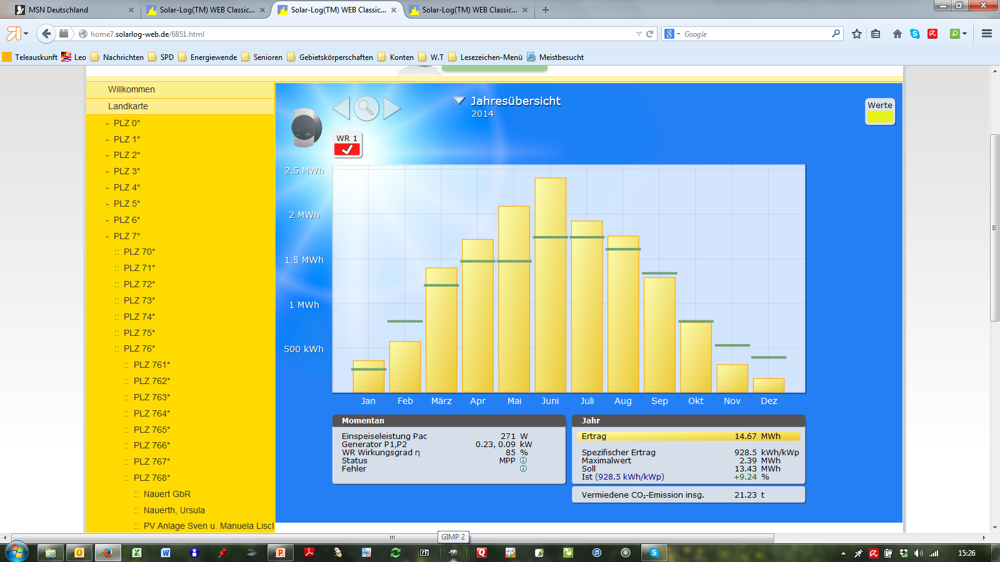 MSN Deutschland
Solar-Log(TM) WEB Classic...
Solar-Log(TM) WEB Classic...
Solar-Log(TM) WEB Classic...
home7.solarlog-web.de/6851.html
Google
Teleauskunft Leo Nachrichten SPD Energiewende Senioren Gebietskörperschaften Konten W.T Lesezeichen-Menü Meistbesucht
Willkommen
Landkarte
- PLZ 0*
- PLZ 1*
- PLZ 2*
- PLZ 3*
- PLZ 4*
- PLZ 5*
- PLZ 6*
- PLZ 7*
:: PLZ 70*
:: PLZ 71*
:: PLZ 72*
:: PLZ 73*
:: PLZ 74*
:: PLZ 75*
:: PLZ 76*
:: PLZ 761*
:: PLZ 762*
:: PLZ 763*
:: PLZ 764*
:: PLZ 765*
:: PLZ 766*
:: PLZ 767*
:: PLZ 768*
:: Nauert GbR
:: Nauerth, Ursula
:: PV Anlage Sven u. Manuela Lisch
Jahresübersicht
2014
Werte
WR 1
2.5 MWh
2 MWh
1.5 MWh
1 MWh
500 kWh
Jan Feb März Apr Mai Juni Juli Aug Sep Okt Nov Dez
Momentan
Einspeiseleistung Pac 271 W
Generator P1,P2 0.23, 0.09 kW
WR Wirkungsgrad η 85 %
Status MPP
Fehler
Jahr
Ertrag 14.67 MWh
Spezifischer Ertrag 928.5 kWh/kWp
Maximalwert 2.39 MWh
Soll 13.43 MWh
Ist (928.5 kWh/kWp) +9.24 %
Vermiedene CO₂-Emission insg. 21.23 t
GIMP 2
15:26